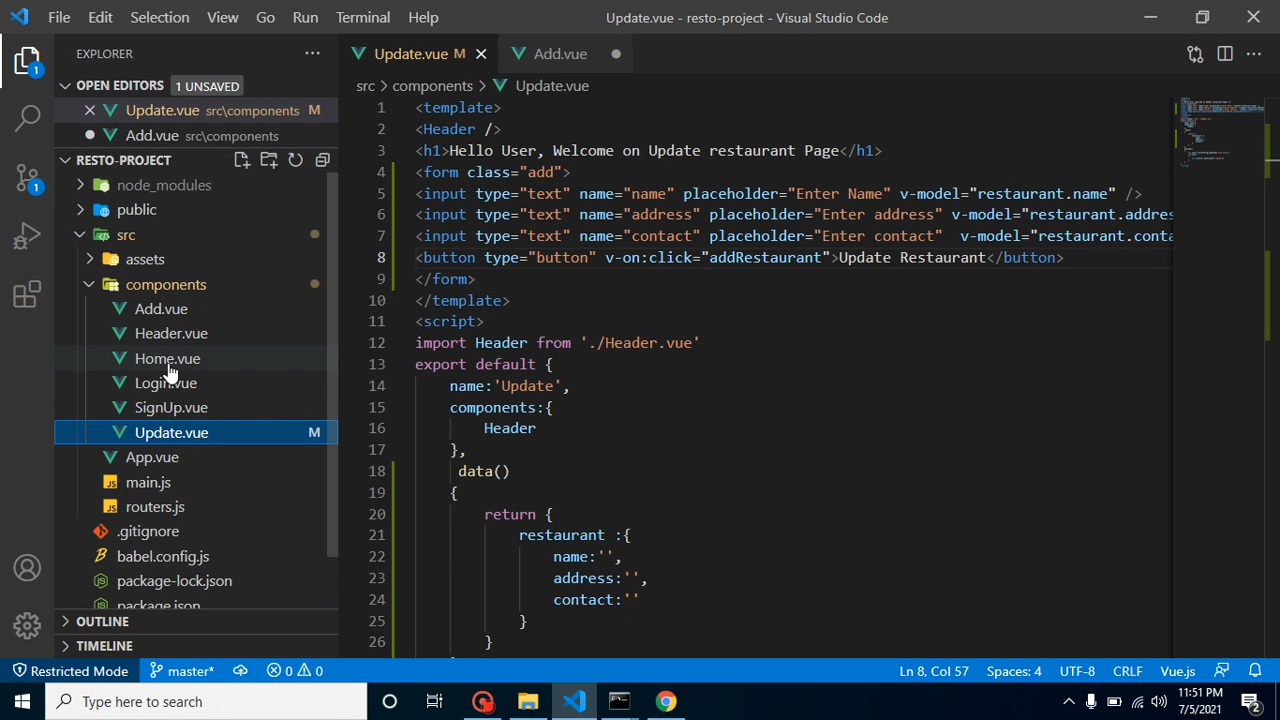 File Edit Selection View Go Run Terminal Help
Update.vue - resto-project - Visual Studio Code
EXPLORER
OPEN EDITORS 1 UNSAVED
Update.vue src\components M
Add.vue src\components
RESTO-PROJECT
node_modules
public
src
assets
components
Add.vue
Header.vue
Home.vue
Login.vue
SignUp.vue
Update.vue M
App.vue
main.js
routers.js
.gitignore
babel.config.js
package-lock.json
package.json
OUTLINE
TIMELINE
1
1
Update.vue M
Add.vue
src > components > Update.vue
1 <template>
2 <Header />
3 <h1>Hello User, Welcome on Update restaurant Page</h1>
4 <form class="add">
5 <input type="text" name="name" placeholder="Enter Name" v-model="restaurant.name" />
6 <input type="text" name="address" placeholder="Enter address" v-model="restaurant.addres
7 <input type="text" name="contact" placeholder="Enter contact"  v-model="restaurant.conta
8 <button type="button" v-on:click="addRestaurant">Update Restaurant</button>
9 </form>
10 </template>
11 <script>
12 import Header from './Header.vue'
13 export default {
14 name:'Update',
15 components:{
16 Header
17 },
18 data()
19 {
20 return {
21 restaurant :{
22 name:'',
23 address:'',
24 contact:''
25 }
26 }
Restricted Mode master* 0 0 Ln 8, Col 57 Spaces: 4 UTF-8 CRLF Vue.js
Type here to search
11:51 PM
7/5/2021
2